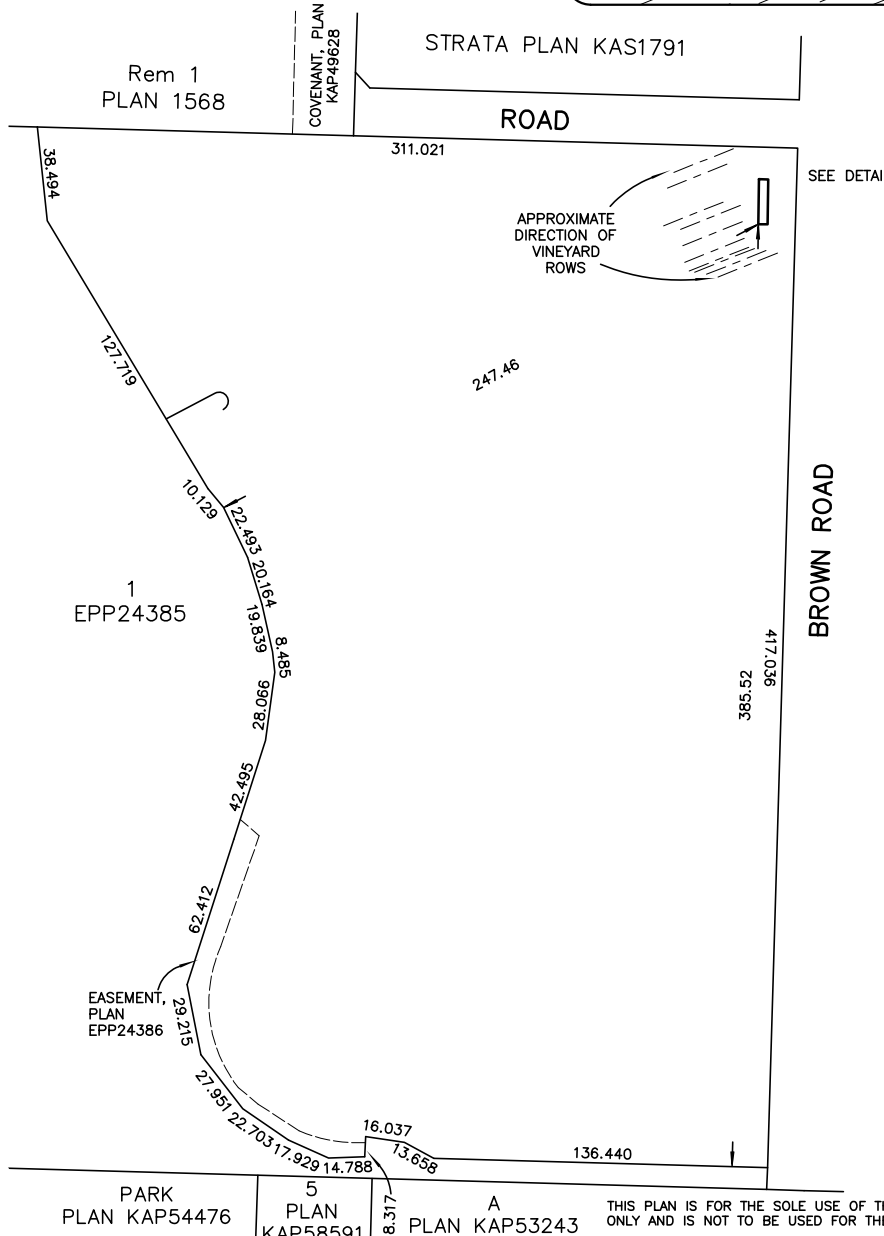 COVENANT, PLAN
KAP49628
STRATA PLAN KAS1791
Rem 1
PLAN 1568
ROAD
311.021
38.494
SEE DETAI
APPROXIMATE
DIRECTION OF
VINEYARD
ROWS
127.719
247.46
10.129
22.493
20.164
19.839
8.485
BROWN ROAD
1
EPP24385
417.036
385.52
28.066
42.495
62.412
EASEMENT,
PLAN
EPP24386
29.215
27.951
22.703
17.929
14.788
16.037
13.658
8.317
136.440
PARK
PLAN KAP54476
5
PLAN
KAP58591
A
PLAN KAP53243
THIS PLAN IS FOR THE SOLE USE OF
ONLY AND IS NOT TO BE USED FOR